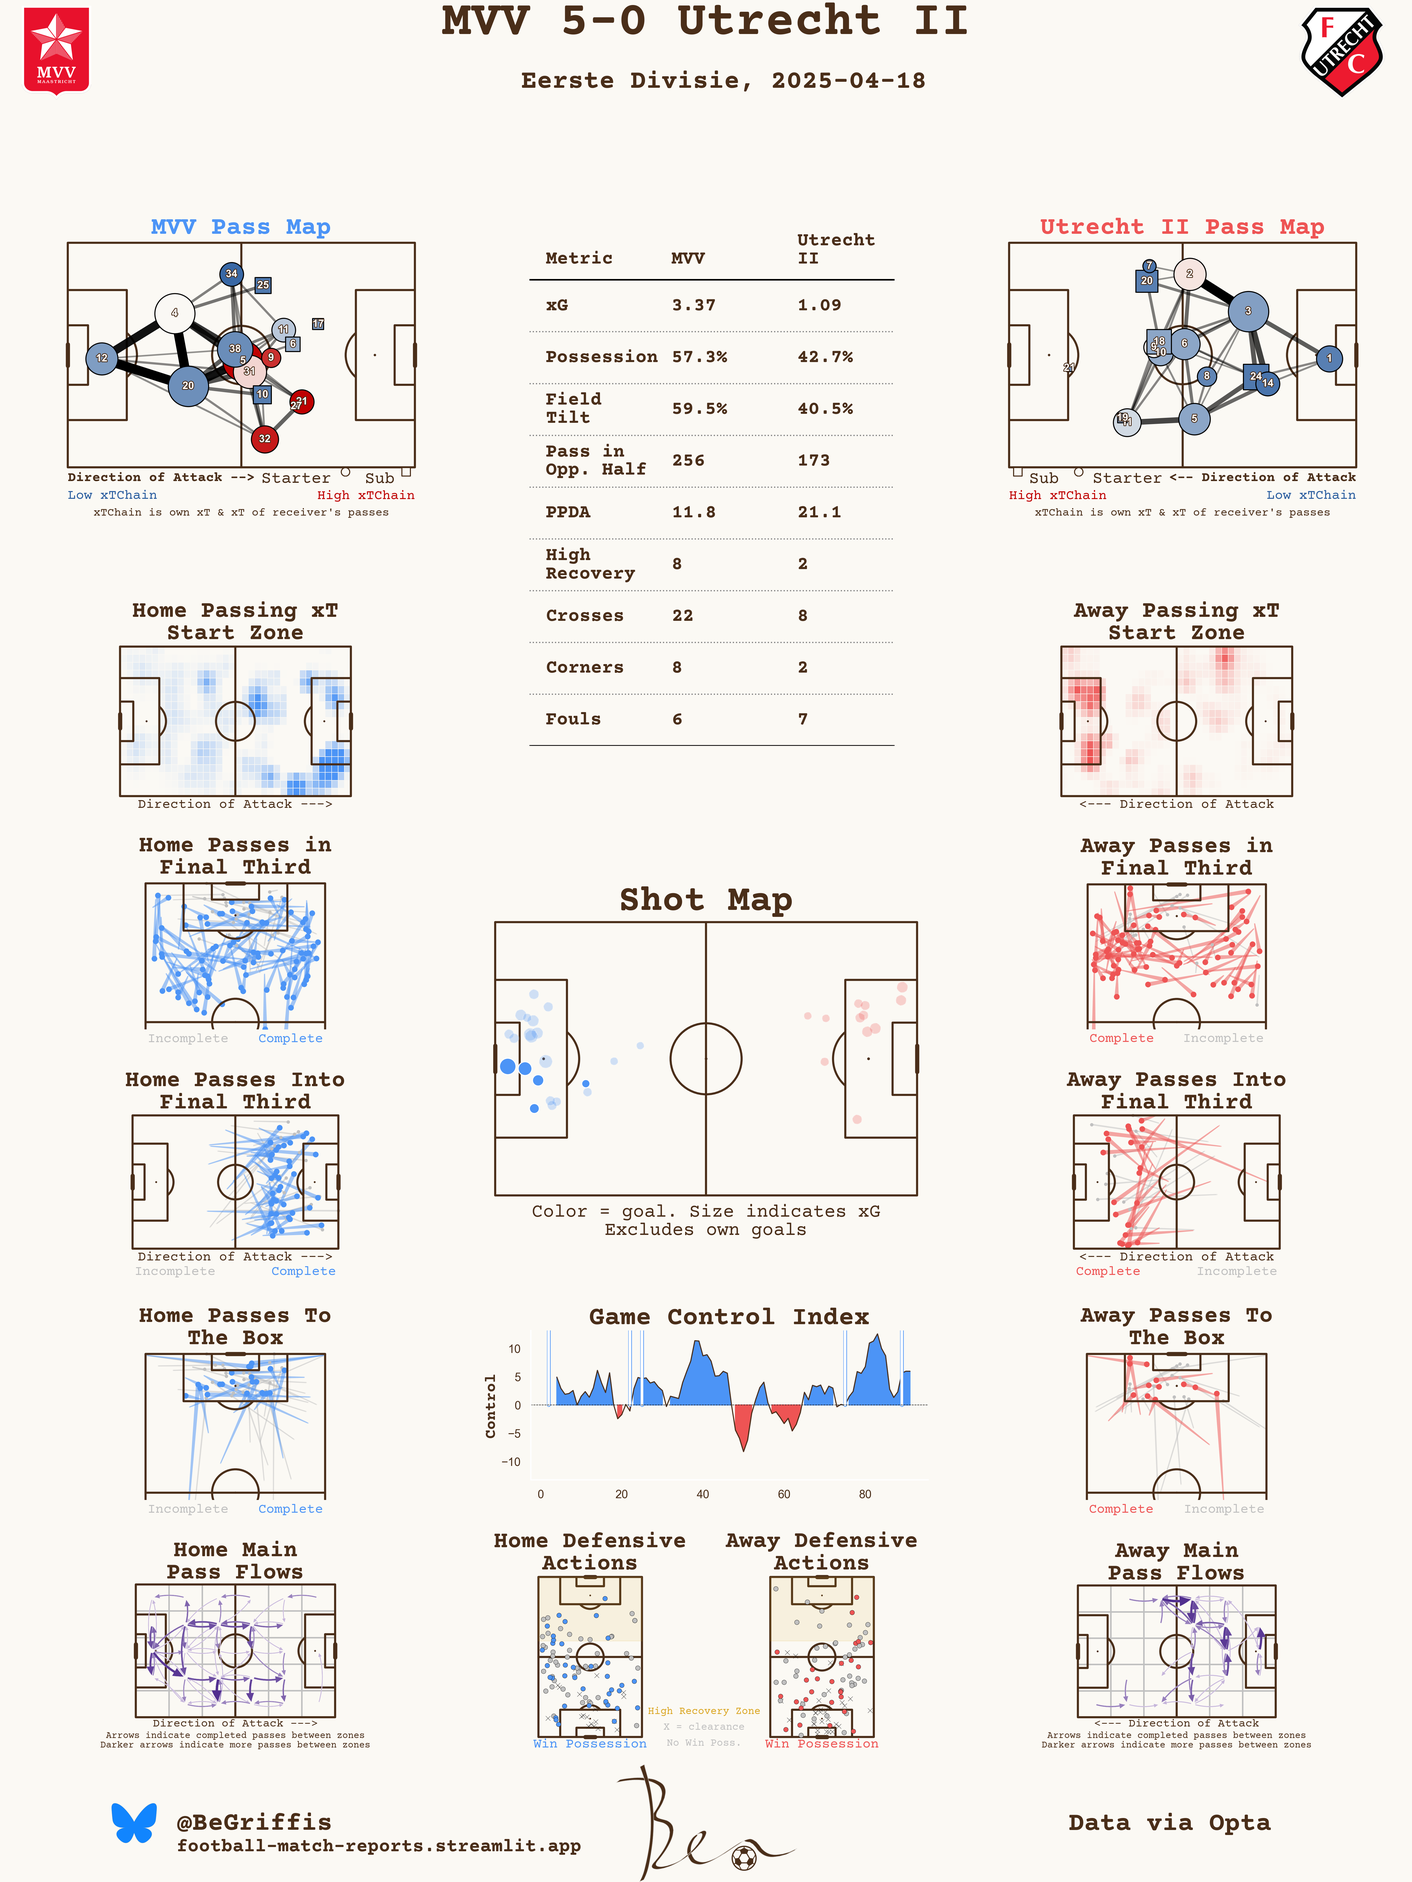 MVV 5-0 Utrecht II
Eerste Divisie, 2025-04-18
MVV
MAASTRICHT
FC
UTRECHT
MVV Pass Map
34
25
4
11
17
6
12
38
9
5
31
20
10
21
27
32
Direction of Attack --> Starter Sub
Low xTChain High xTChain
xTChain is own xT & xT of receiver's passes
Metric MVV Utrecht II
xG 3.37 1.09
Possession 57.3% 42.7%
Field Tilt 59.5% 40.5%
Pass in Opp. Half 256 173
PPDA 11.8 21.1
High Recovery 8 2
Crosses 22 8
Corners 8 2
Fouls 6 7
Utrecht II Pass Map
7
2
20
3
18
9
6
10
1
21
8
24
14
19
11
5
Sub Starter <-- Direction of Attack
High xTChain Low xTChain
xTChain is own xT & xT of receiver's passes
Home Passing xT
Start Zone
Direction of Attack --->
Away Passing xT
Start Zone
<--- Direction of Attack
Home Passes in
Final Third
Incomplete Complete
Away Passes in
Final Third
Complete Incomplete
Shot Map
Color = goal. Size indicates xG
Excludes own goals
Home Passes Into
Final Third
Direction of Attack --->
Incomplete Complete
Away Passes Into
Final Third
<--- Direction of Attack
Complete Incomplete
Home Passes To
The Box
Incomplete Complete
Game Control Index
Control
10
5
0
−5
−10
0 20 40 60 80
Away Passes To
The Box
Complete Incomplete
Home Main
Pass Flows
Direction of Attack --->
Arrows indicate completed passes between zones
Darker arrows indicate more passes between zones
Home Defensive
Actions
Win Possession
Away Defensive
Actions
Win Possession
High Recovery Zone
X = clearance
No Win Poss.
Away Main
Pass Flows
<--- Direction of Attack
Arrows indicate completed passes between zones
Darker arrows indicate more passes between zones
@BeGriffis
football-match-reports.streamlit.app
Ben
Data via Opta